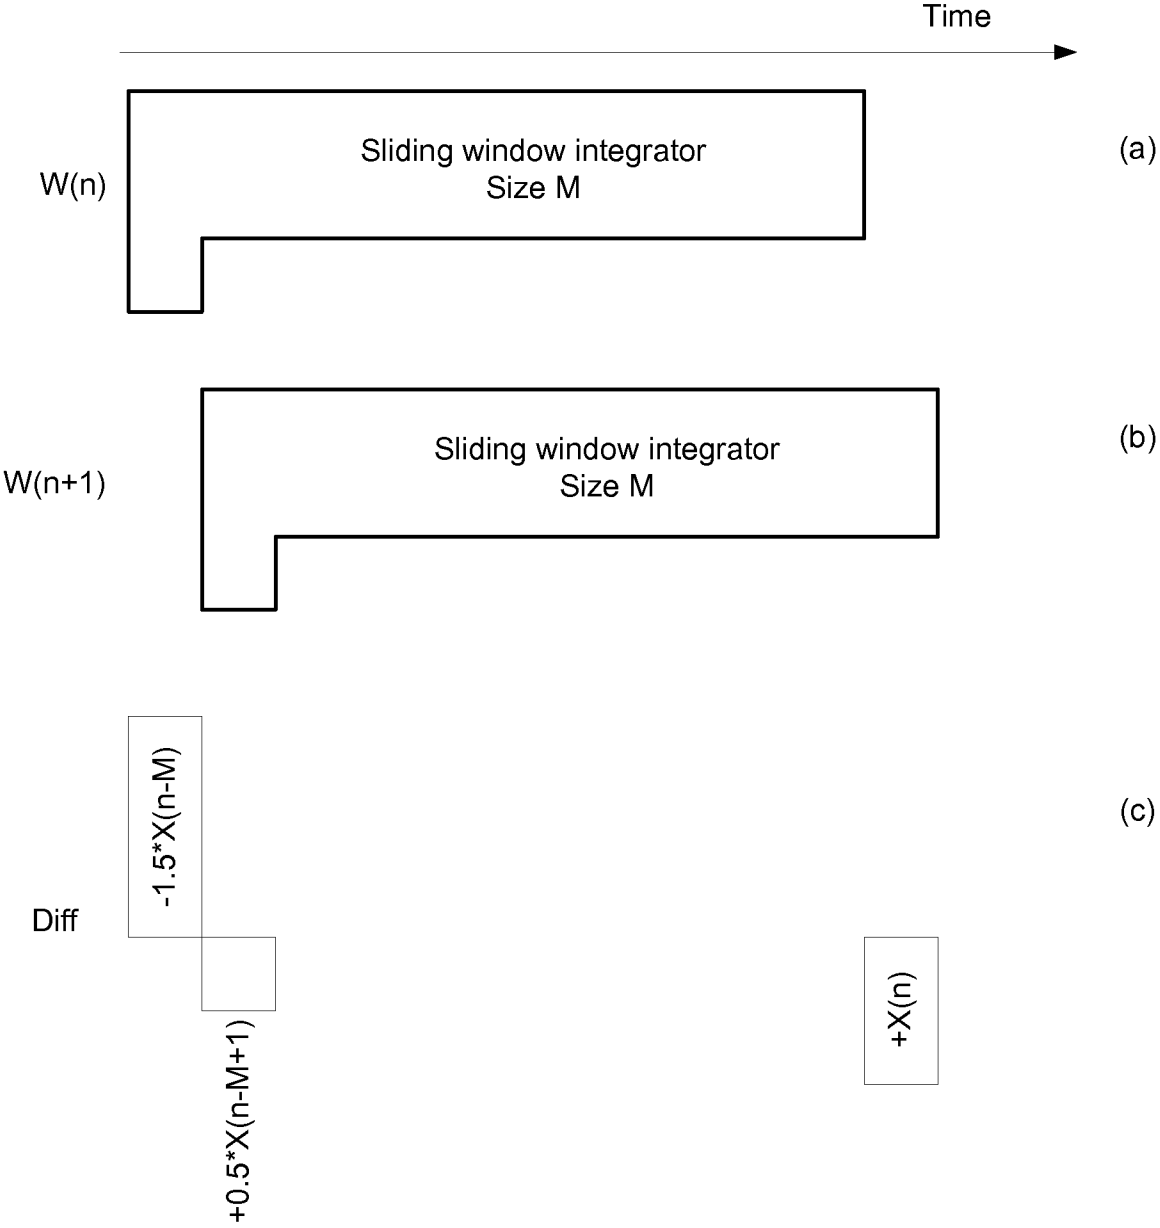 Time
Sliding window integrator
Size M
(a)
W(n)
Sliding window integrator
Size M
(b)
W(n+1)
-1.5*X(n-M)
(c)
Diff
+X(n)
+0.5*X(n-M+1)